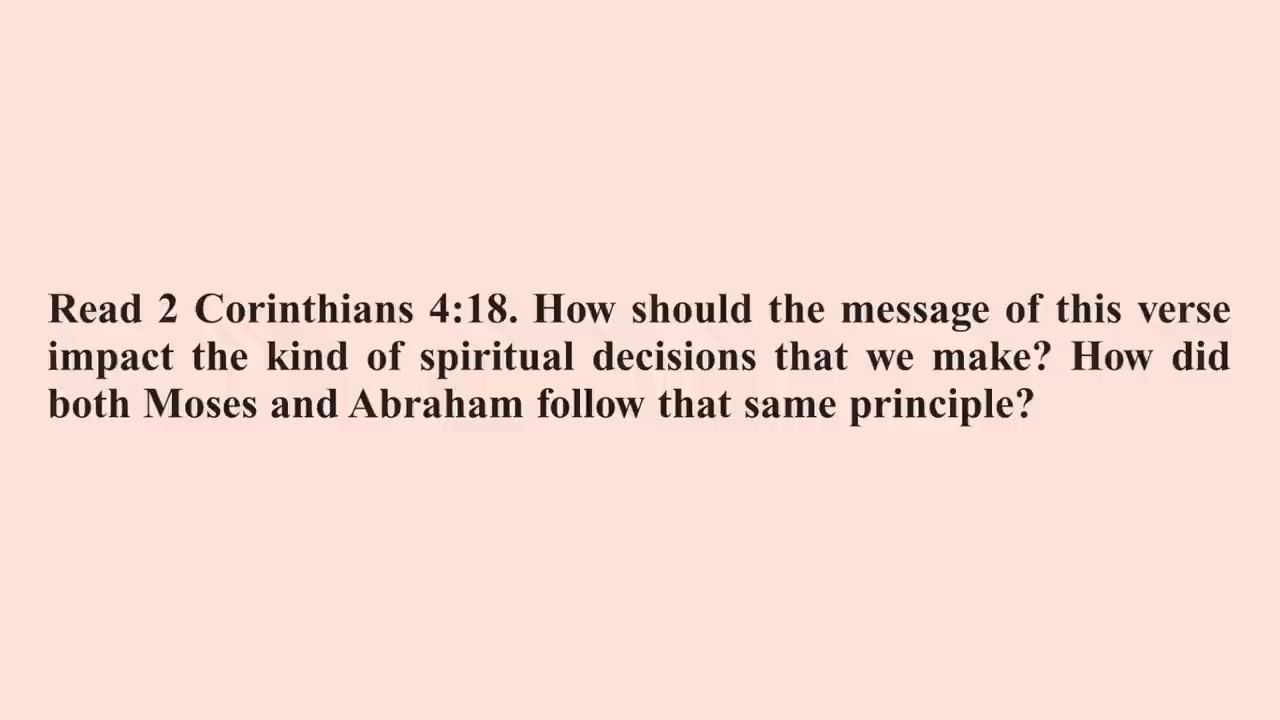 Read 2 Corinthians 4:18. How should the message of this verse
impact the kind of spiritual decisions that we make? How did
both Moses and Abraham follow that same principle?